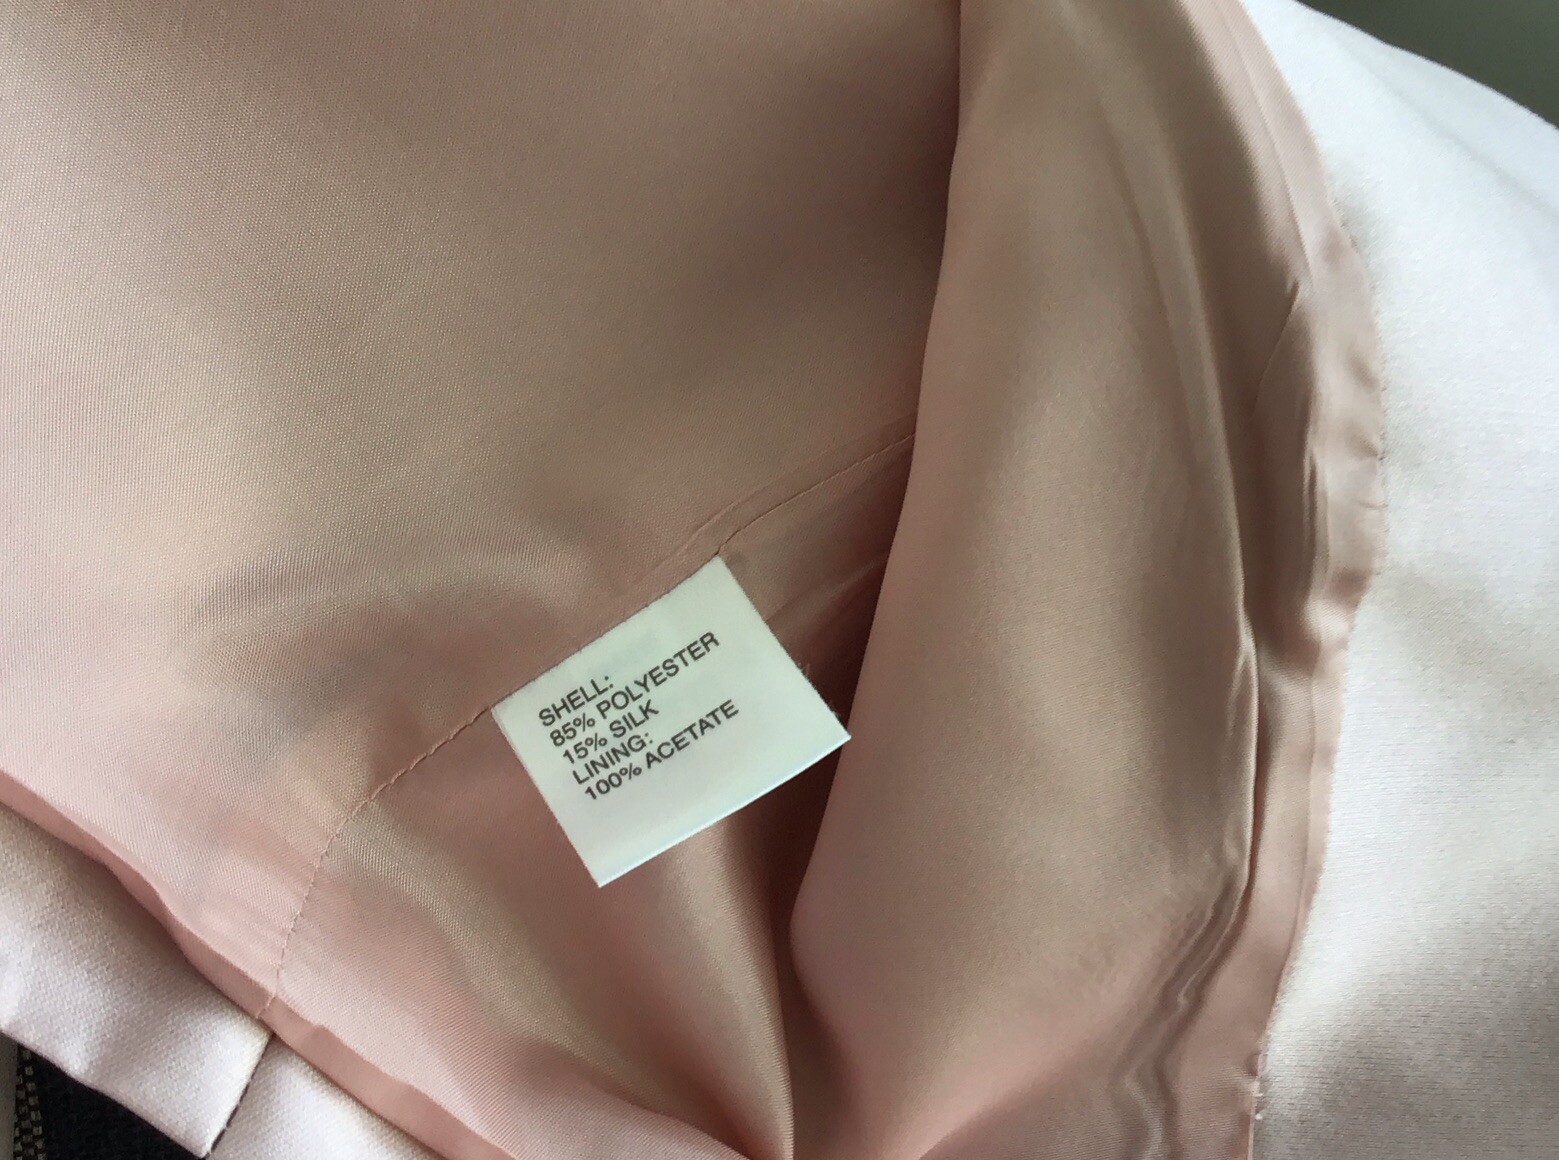 SHELL:
85% POLYESTER
15% SILK
LINING:
100% ACETATE